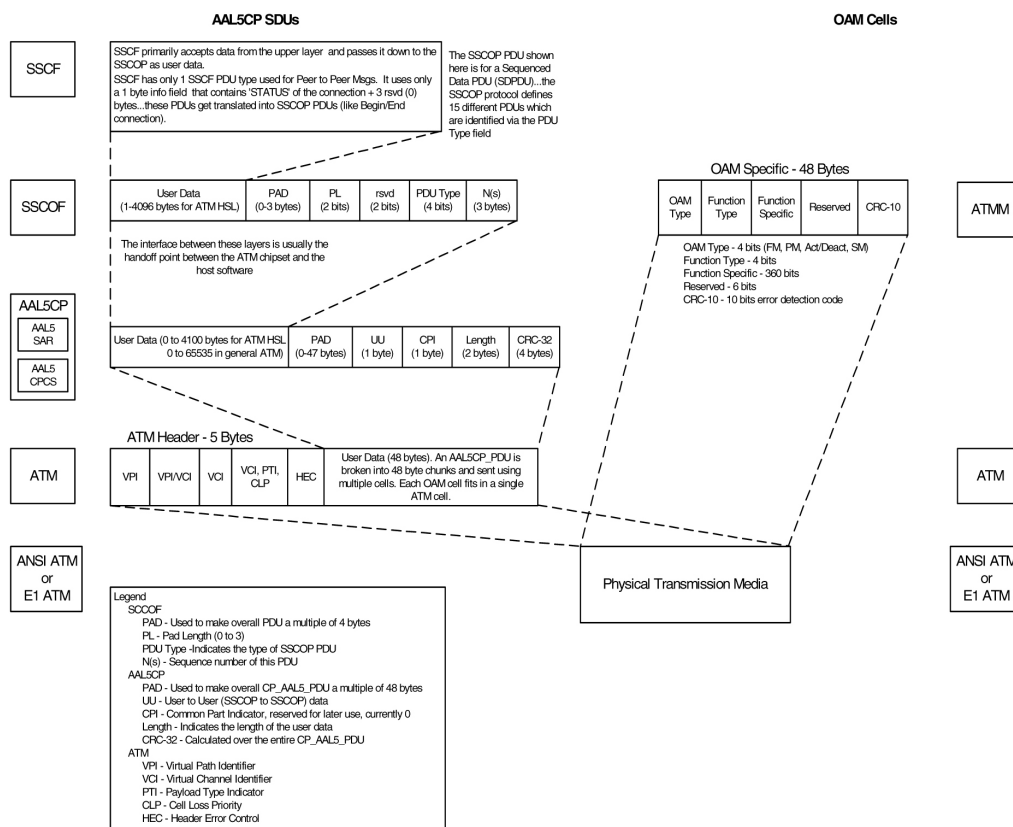 AAL5CP SDUs
OAM Cells
SSCF
SSCF primarily accepts data from the upper layer and passes it down to the
SSCOP as user data.
SSCF has only 1 SSCF PDU type used for Peer to Peer Msgs. It uses only
a 1 byte info field that contains 'STATUS' of the connection + 3 rsvd (0)
bytes...these PDUs get translated into SSCOP PDUs (like Begin/End
connection).
The SSCOP PDU shown
here is for a Sequenced
Data PDU (SDPDU)...the
SSCOP protocol defines
15 different PDUs which
are identified via the PDU
Type field
SSCOF
User Data
(1-4096 bytes for ATM HSL)
PAD
(0-3 bytes)
PL
(2 bits)
rsvd
(2 bits)
PDU Type
(4 bits)
N(s)
(3 bytes)
OAM Specific - 48 Bytes
OAM
Type
Function
Type
Function
Specific
Reserved
CRC-10
ATMM
OAM Type - 4 bits (FM, PM, Act/Deact, SM)
Function Type - 4 bits
Function Specific - 360 bits
Reserved - 6 bits
CRC-10 - 10 bits error detection code
The interface between these layers is usually the
handoff point between the ATM chipset and the
host software
AAL5CP
AAL5
SAR
AAL5
CPCS
User Data (0 to 4100 bytes for ATM HSL
0 to 65535 in general ATM)
PAD
(0-47 bytes)
UU
(1 byte)
CPI
(1 byte)
Length
(2 bytes)
CRC-32
(4 bytes)
ATM Header - 5 Bytes
ATM
VPI
VPI/VCI
VCI
VCI, PTI,
CLP
HEC
User Data (48 bytes). An AAL5CP_PDU is
broken into 48 byte chunks and sent using
multiple cells. Each OAM cell fits in a single
ATM cell.
ATM
ANSI ATM
or
E1 ATM
Physical Transmission Media
ANSI ATM
or
E1 ATM
Legend
SCCOF
PAD - Used to make overall PDU a multiple of 4 bytes
PL - Pad Length (0 to 3)
PDU Type -Indicates the type of SSCOP PDU
N(s) - Sequence number of this PDU
AAL5CP
PAD - Used to make overall CP_AAL5_PDU a multiple of 48 bytes
UU - User to User (SSCOP to SSCOP) data
CPI - Common Part Indicator, reserved for later use, currently 0
Length - Indicates the length of the user data
CRC-32 - Calculated over the entire CP_AAL5_PDU
ATM
VPI - Virtual Path Identifier
VCI - Virtual Channel Identifier
PTI - Payload Type Indicator
CLP - Cell Loss Priority
HEC - Header Error Control